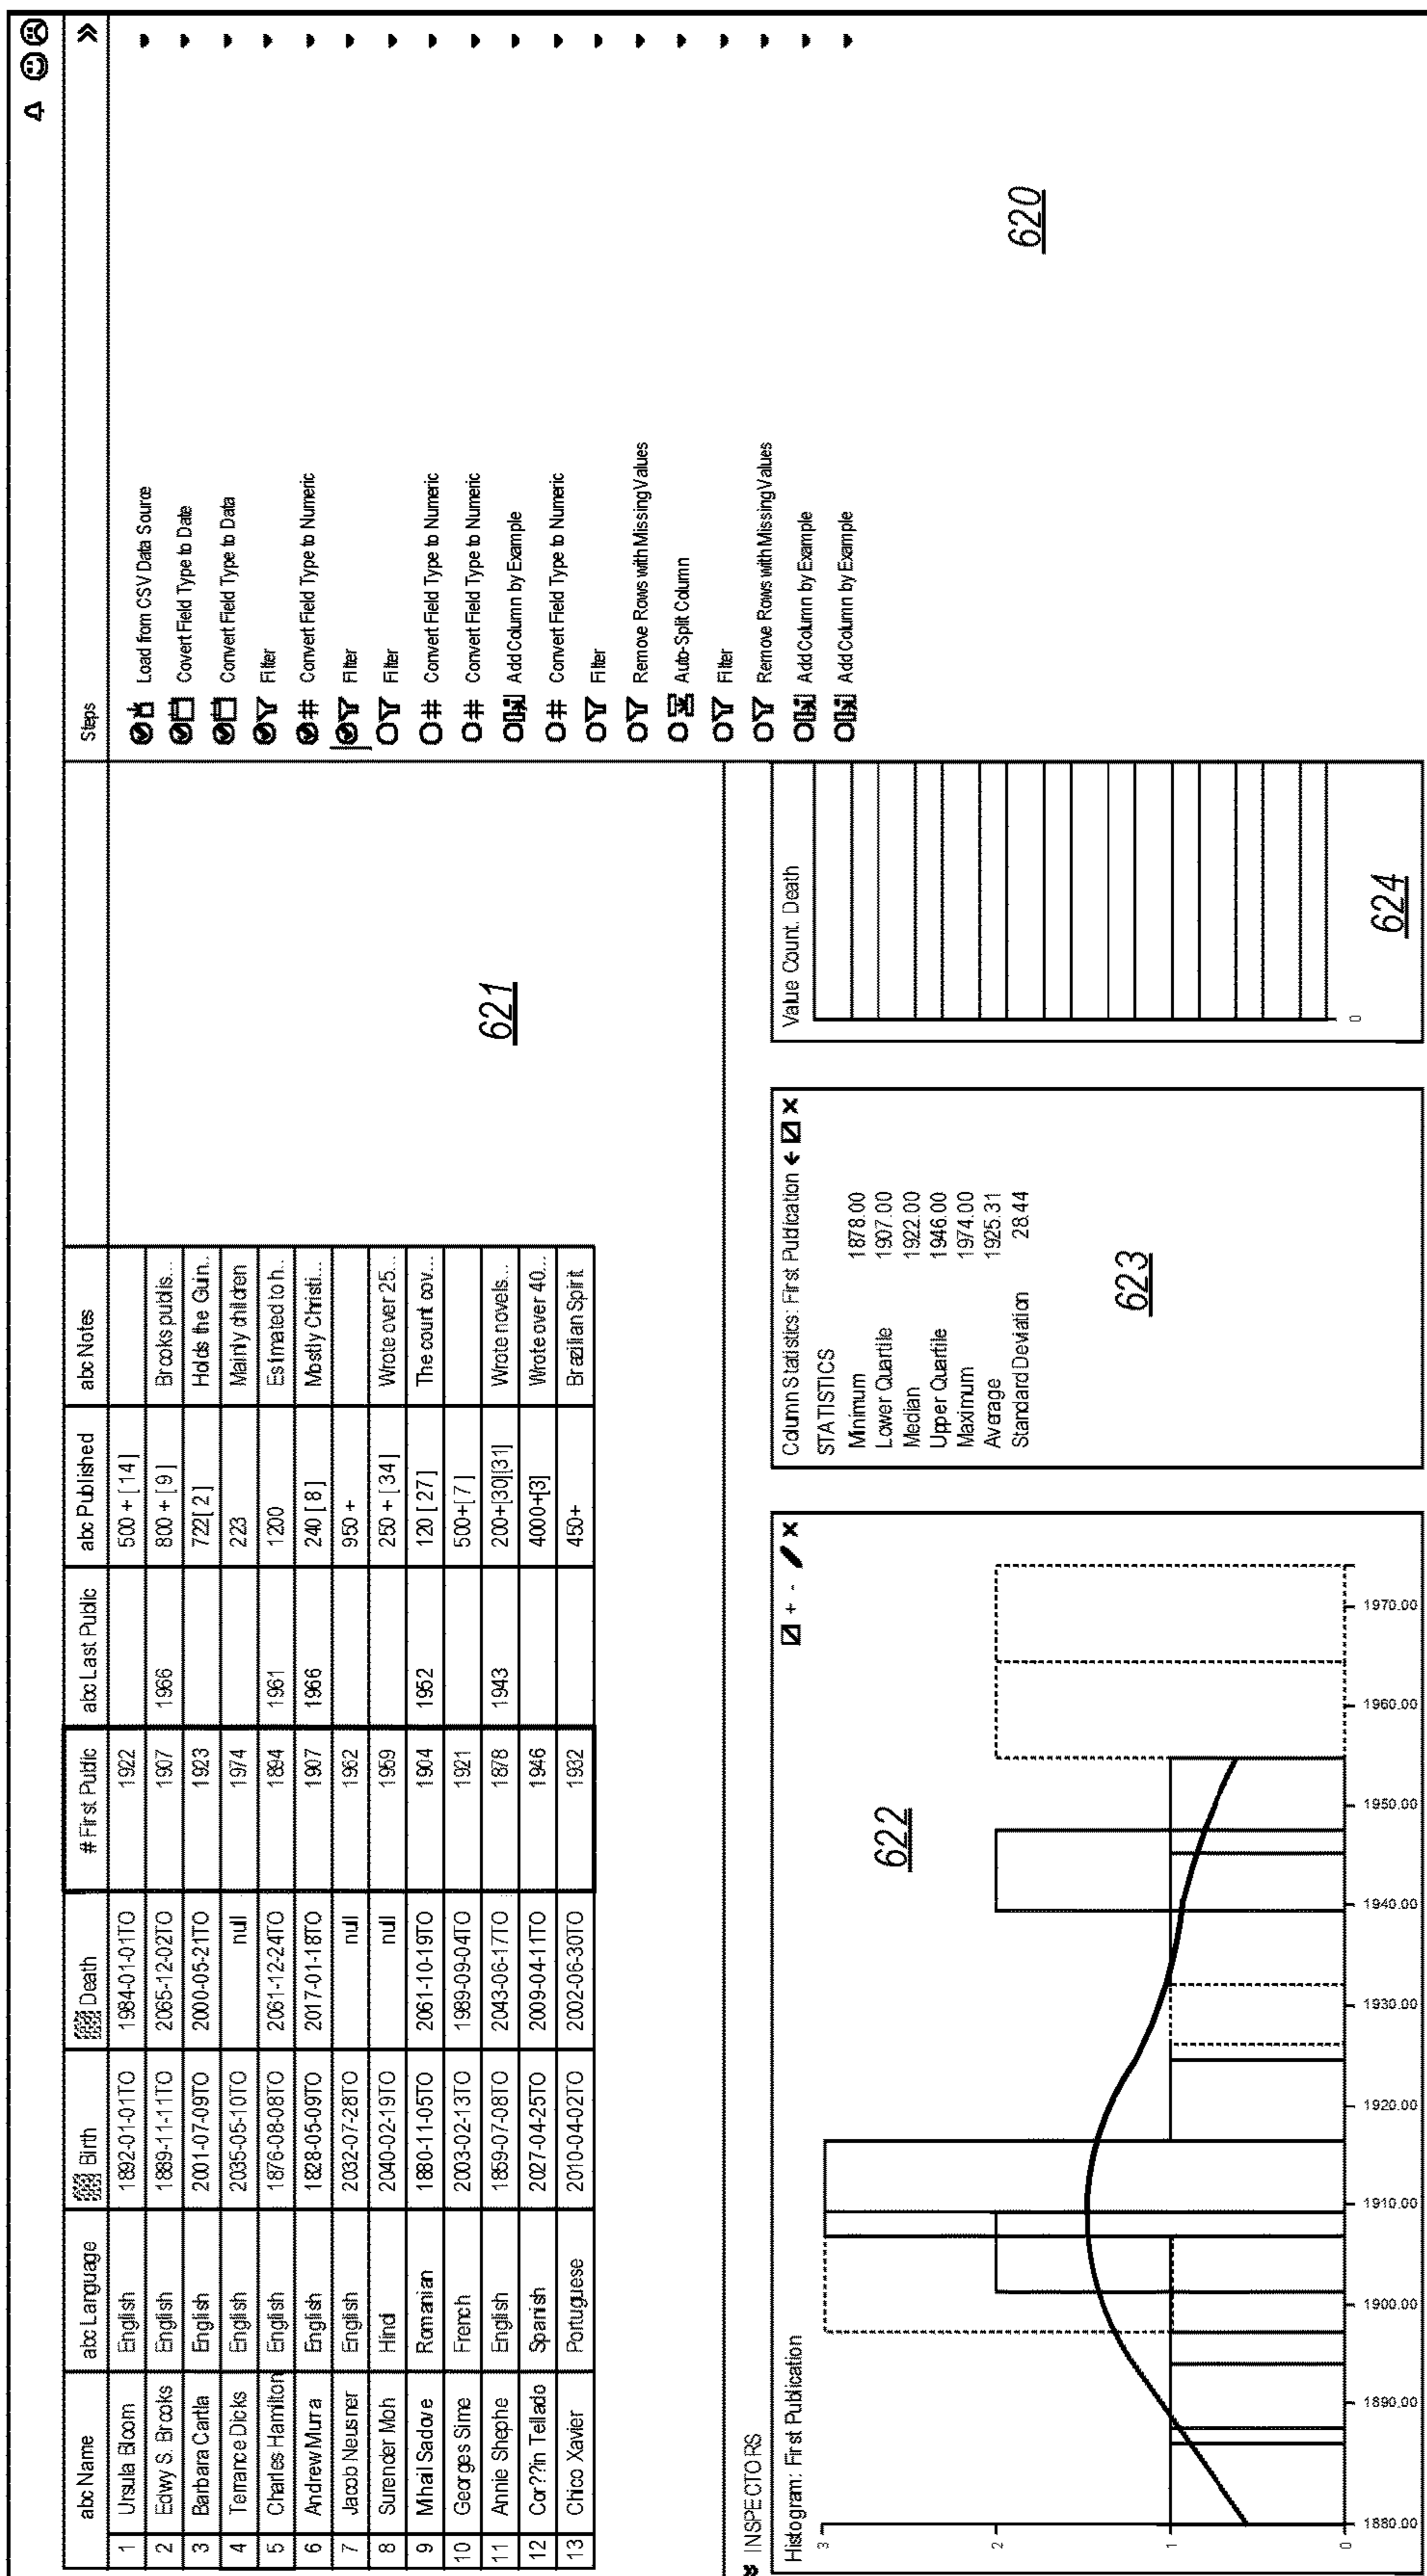 Steps
abc Name abc Language Birth Death # First Public abc Last Public abc Published abc Notes
1 Ursula Bloom English 1892-01-01TO 1984-01-01TO 1922 500 + [ 14 ]
2 Edwy S. Brooks English 1889-11-11TO 2065-12-02TO 1907 1966 800 + [ 9 ] Brooks publis...
3 Barbara Cartla English 2001-07-09TO 2000-05-21TO 1923 722[ 2 ] Holds the Guin..
4 Terrance Dicks English 2035-05-10TO null 1974 223 Mainly children
5 Charles Hamilton English 1876-08-08TO 2061-12-24TO 1894 1961 1200 Estimated to h..
6 Andrew Murra English 1828-05-09TO 2017-01-18TO 1907 1966 240 [ 8 ] Mostly Christi...
7 Jacob Neusner English 2032-07-28TO null 1962 950 +
8 Surender Moh Hindi 2040-02-19TO null 1959 250 + [ 34 ] Wrote over 25...
9 Mhail Sadove Romanian 1880-11-05TO 2061-10-19TO 1904 1952 120 [ 27 ] The count cov...
10 Georges Sime French 2003-02-13TO 1989-09-04TO 1921 500+[ 7 ]
11 Annie Shephe English 1859-07-08TO 2043-06-17TO 1878 1943 200+[30][31] Wrote novels...
12 Cor??in Tellado Spanish 2027-04-25TO 2009-04-11TO 1946 4000+[3] Wrote over 40...
13 Chico Xavier Portuguese 2010-04-02TO 2002-06-30TO 1932 450+ Brazilian Spirit
621
Load from CSV Data Source
Covert Field Type to Date
Convert Field Type to Data
Filter
# Convert Field Type to Numeric
Filter
Filter
# Convert Field Type to Numeric
# Convert Field Type to Numeric
Add Column by Example
# Convert Field Type to Numeric
Filter
Remove Rows with Missing Values
Auto-Split Column
Filter
Remove Rows with Missing Values
Add Column by Example
Add Column by Example
620
INSPECTORS
Histogram: First Publication + - x
3
2
1
0
1880.00 1890.00 1900.00 1910.00 1920.00 1930.00 1940.00 1950.00 1960.00 1970.00
622
Column Statistics: First Publication x
STATISTICS
Minimum 1878.00
Lower Quartile 1907.00
Median 1922.00
Upper Quartile 1946.00
Maximum 1974.00
Average 1925.31
Standard Deviation 28.44
623
Value Count. Death
0
624